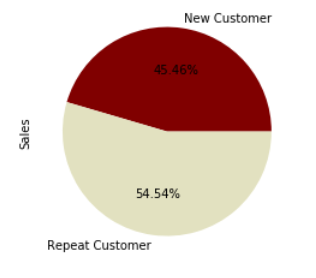 New Customer
45.46%
Sales
54.54%
Repeat Customer